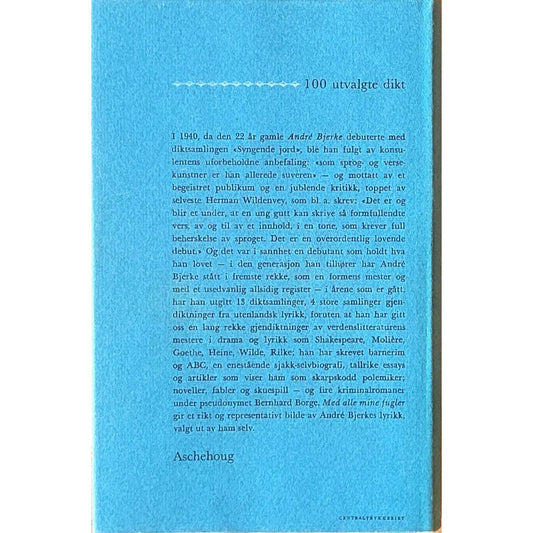 100 utvalgte dikt
I 1940, da den 22 år gamle André Bjerke debuterte med
diktsamlingen «Syngende jord», ble han fulgt av konsu-
lentens uforbeholdne anbefaling: «som sprog- og verse-
kunstner er han allerede suveren» — og mottatt av et
begeistret publikum og en jublende kritikk, toppet av
selveste Herman Wildenvey, som bl. a. skrev: «Det er og
blir et under, at en ung gutt kan skrive så formfullendte
vers, av og til av et innhold, i en tone, som krever full
beherskelse av sproget. Det er en overordentlig lovende
debut.» Og det var i sannhet en debutant som holdt hva
han lovet — i den generasjon han tilhører har André
Bjerke stått i fremste rekke, som en formens mester og
med et usedvanlig allsidig register — i årene som er gått,
har han utgitt 13 diktsamlinger, 4 store samlinger gjen-
diktninger fra utenlandsk lyrikk, foruten at han har gitt
oss en lang rekke gjendiktninger av verdenslitteraturens
mestere i drama og lyrikk som Shakespeare, Molière,
Goethe, Heine, Wilde, Rilke; han har skrevet barnerim
og ABC, en enestående sjakk-selvbiografi, tallrike essays
og artikler som viser ham som skarpskodd polemiker;
noveller, fabler og skuespill — og fire kriminalromaner
under pseudonymet Bernhard Borge. Med alle mine fugler
gir et rikt og representativt bilde av André Bjerkes lyrikk,
valgt ut av ham selv.
Aschehoug
CENTRALTRYKKERIET